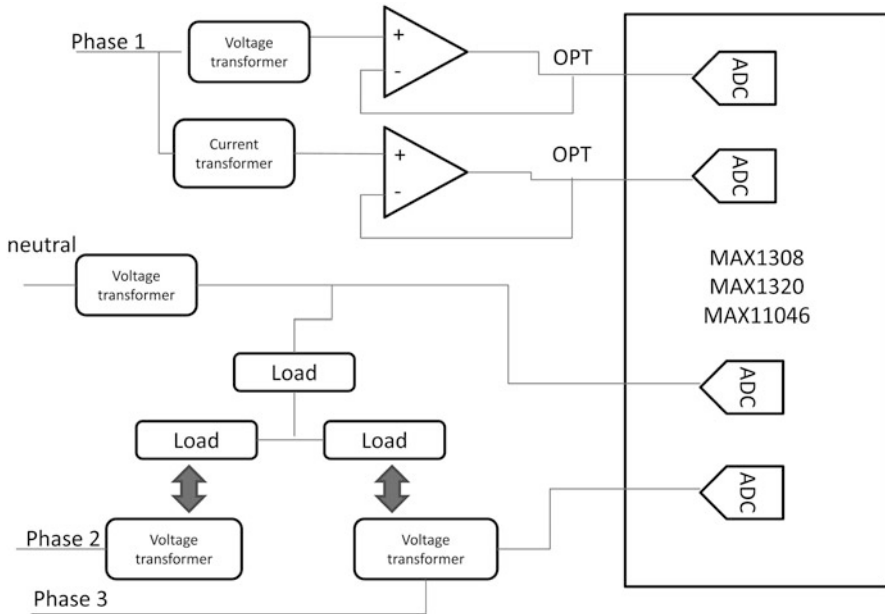 Phase 1
Voltage
transformer
+
-
OPT
ADC
Current
transformer
+
-
OPT
ADC
neutral
Voltage
transformer
MAX1308
MAX1320
MAX11046
Load
ADC
Load
Load
ADC
Phase 2
Voltage
transformer
Voltage
transformer
Phase 3